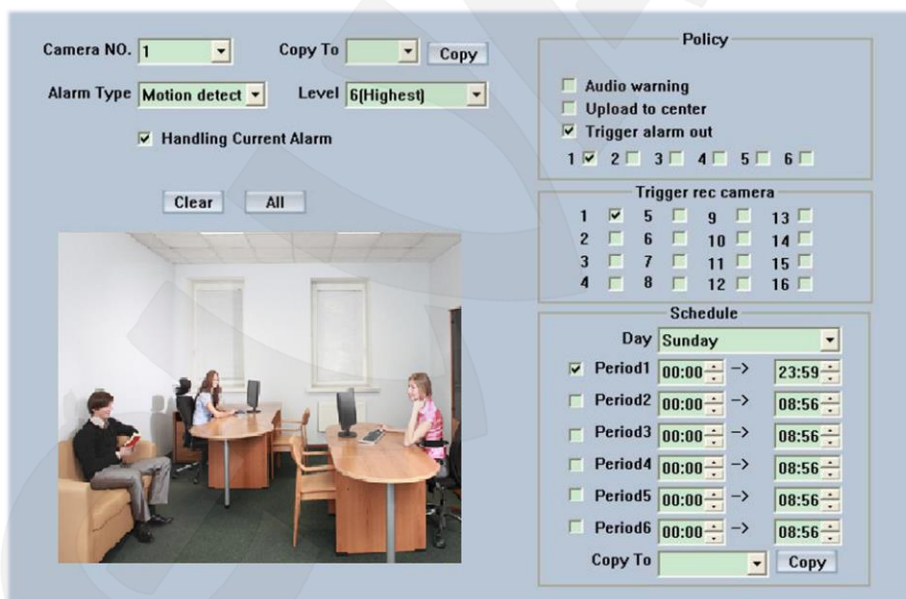 Camera NO. 1 Copy To Copy
Alarm Type Motion detect Level 6(Highest)
Handling Current Alarm
Clear All
Policy
Audio warning
Upload to center
Trigger alarm out
1 2 3 4 5 6
Trigger rec camera
1 5 9 13
2 6 10 14
3 7 11 15
4 8 12 16
Schedule
Day Sunday
Period1 00:00 -> 23:59
Period2 00:00 -> 08:56
Period3 00:00 -> 08:56
Period4 00:00 -> 08:56
Period5 00:00 -> 08:56
Period6 00:00 -> 08:56
Copy To Copy